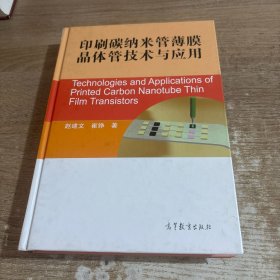 印刷碳纳米管薄膜
晶体管技术与应用
Technologies and Applications of
Printed Carbon Nanotube Thin
Film Transistors
赵建文 崔铮 著
高等教育出版社